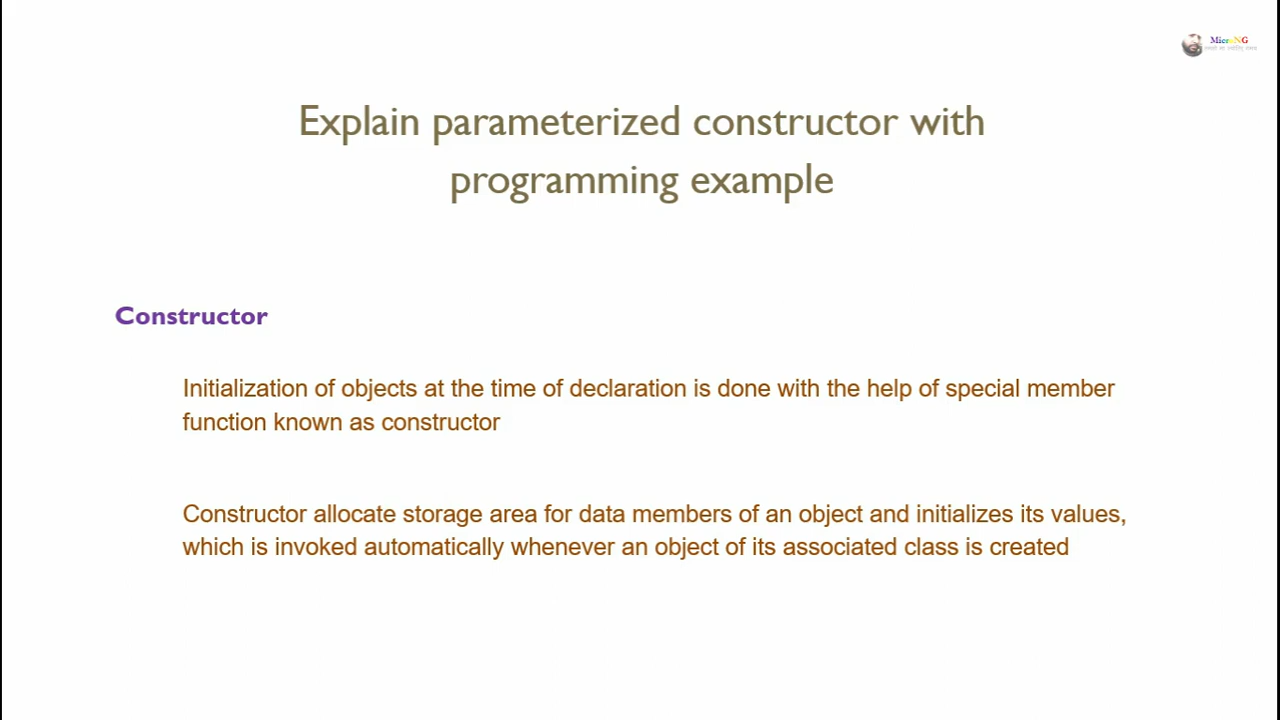 MicroNG
Explain parameterized constructor with
programming example
Constructor
Initialization of objects at the time of declaration is done with the help of special member
function known as constructor
Constructor allocate storage area for data members of an object and initializes its values,
which is invoked automatically whenever an object of its associated class is created